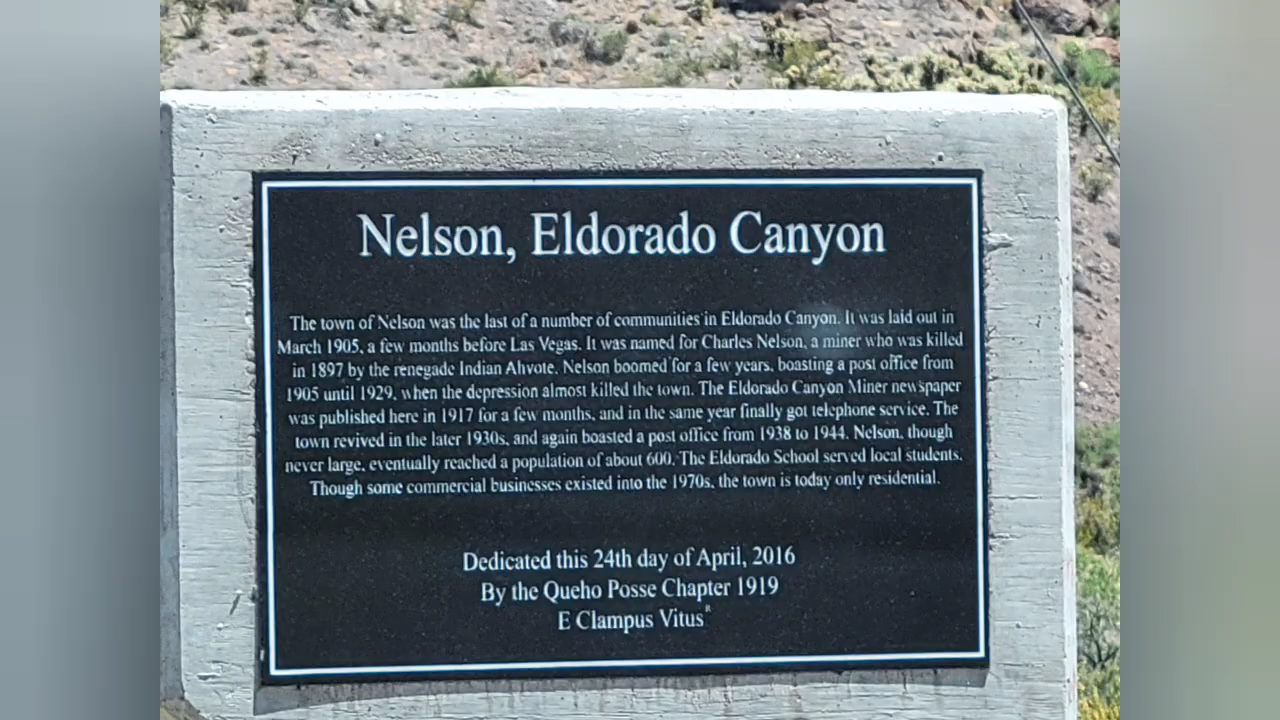 Nelson, Eldorado Canyon
The town of Nelson was the last of a number of communities in Eldorado Canyon. It was laid out in
March 1905, a few months before Las Vegas. It was named for Charles Nelson, a miner who was killed
in 1897 by the renegade Indian Ahvote. Nelson boomed for a few years, boasting a post office from
1905 until 1929, when the depression almost killed the town. The Eldorado Canyon Miner newspaper
was published here in 1917 for a few months, and in the same year finally got telephone service. The
town revived in the later 1930s, and again boasted a post office from 1938 to 1944. Nelson, though
never large, eventually reached a population of about 600. The Eldorado School served local students.
Though some commercial businesses existed into the 1970s, the town is today only residential.
Dedicated this 24th day of April, 2016
By the Queho Posse Chapter 1919
E Clampus Vitus®